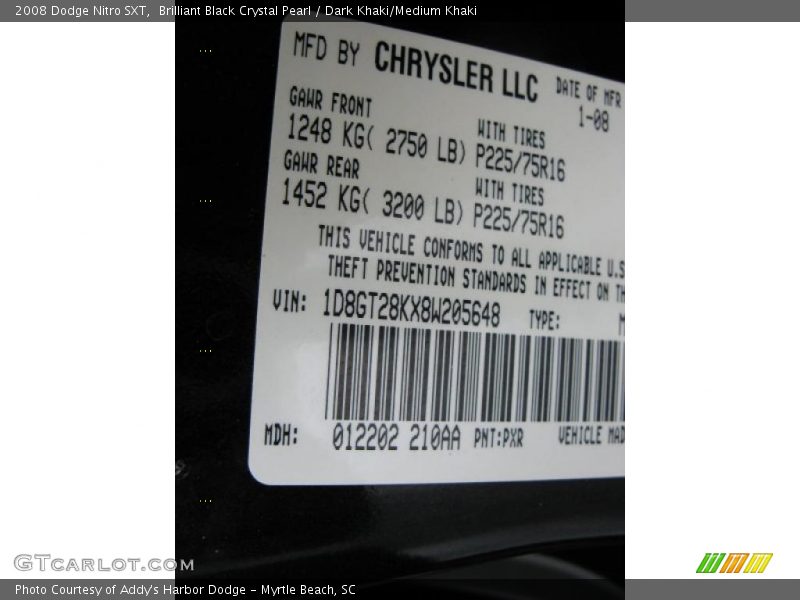 2008 Dodge Nitro SXT,  Brilliant Black Crystal Pearl / Dark Khaki/Medium Khaki
MFD BY CHRYSLER LLC DATE OF MFR
1-08
GAWR FRONT WITH TIRES
1248 KG( 2750 LB) P225/75R16
GAWR REAR WITH TIRES
1452 KG( 3200 LB) P225/75R16
THIS VEHICLE CONFORMS TO ALL APPLICABLE U.S
THEFT PREVENTION STANDARDS IN EFFECT ON TH
VIN: 1D8GT28KX8W205648 TYPE: M
MDH: 012202 210AA PNT:PXR VEHICLE MAD
GTCARLOT.COM
Photo Courtesy of Addy's Harbor Dodge - Myrtle Beach, SC